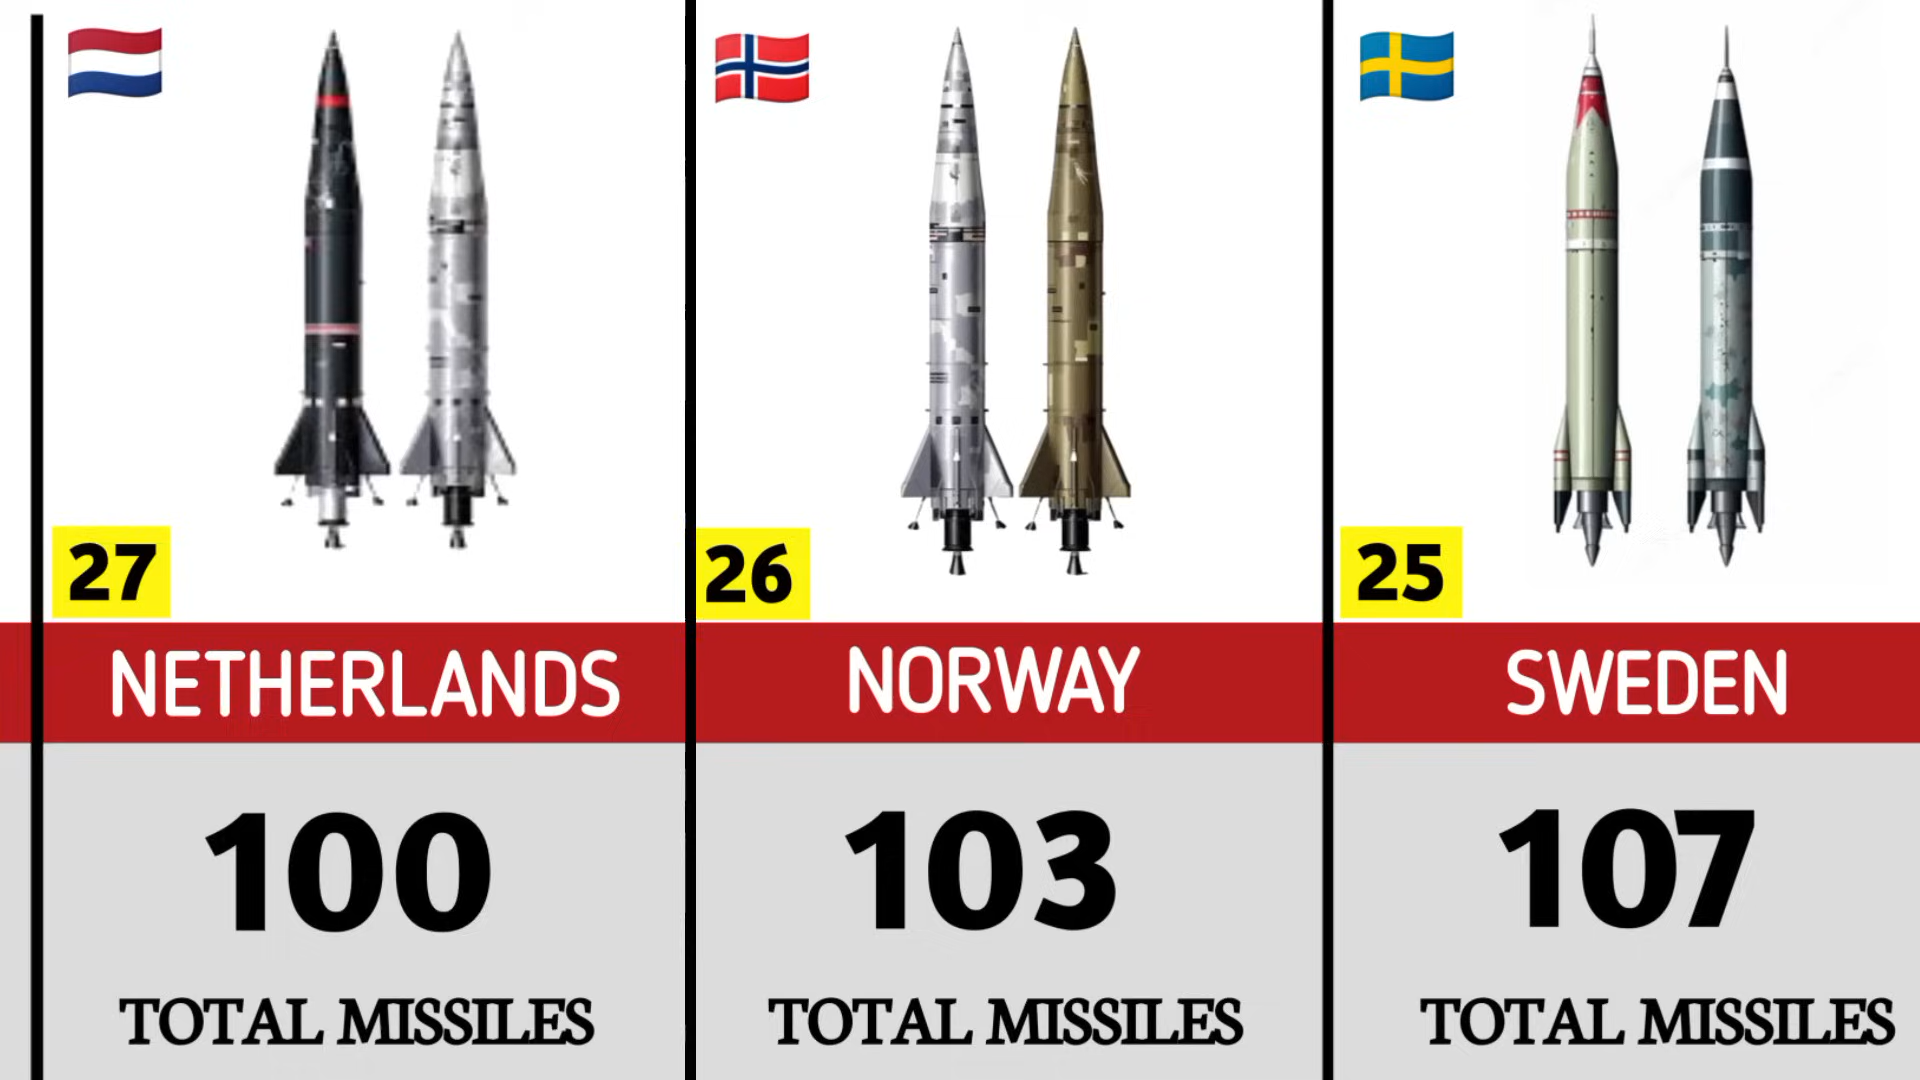 27
NETHERLANDS
100
TOTAL MISSILES
26
NORWAY
103
TOTAL MISSILES
25
SWEDEN
107
TOTAL MISSILES